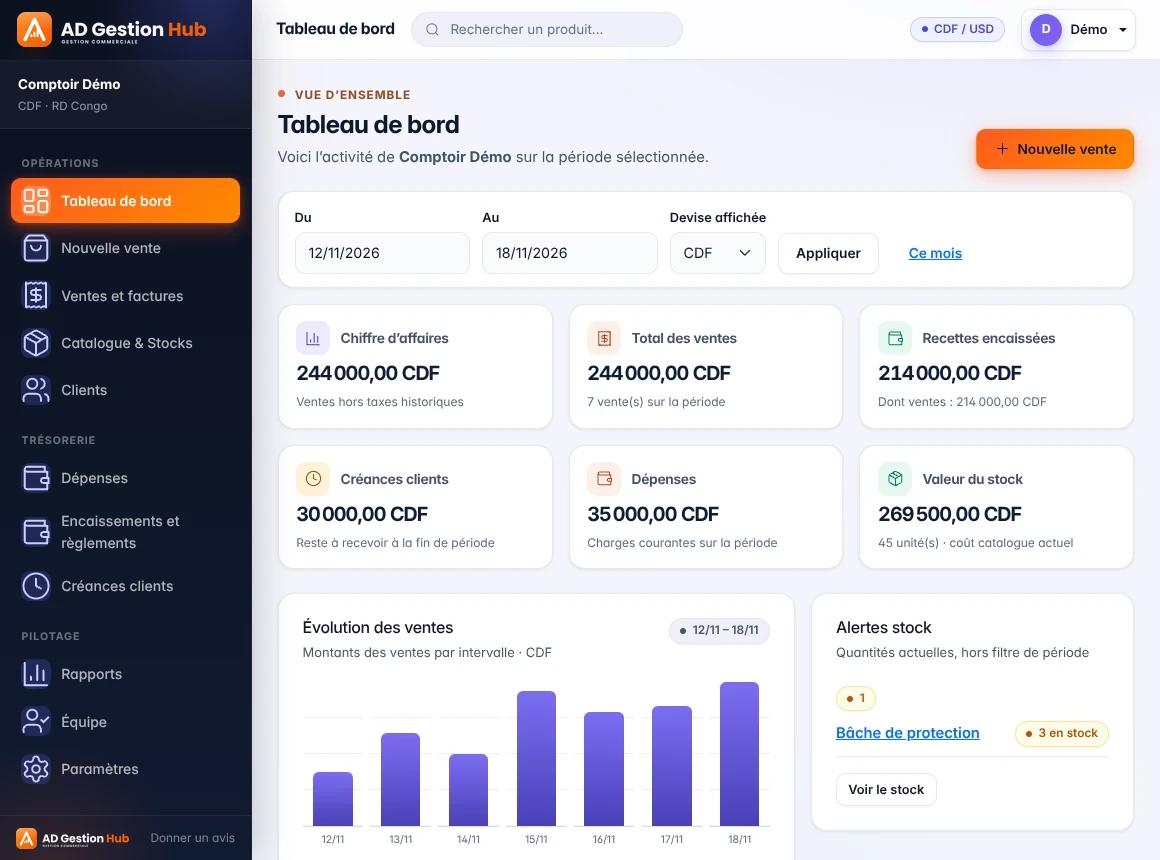 AD Gestion Hub
GESTION COMMERCIALE
Comptoir Démo
CDF · RD Congo
OPÉRATIONS
Tableau de bord
Nouvelle vente
Ventes et factures
Catalogue & Stocks
Clients
TRÉSORERIE
Dépenses
Encaissements et
règlements
Créances clients
PILOTAGE
Rapports
Équipe
Paramètres
AD Gestion Hub
GESTION COMMERCIALE
Donner un avis
Tableau de bord
Rechercher un produit...
CDF / USD
D
Démo
VUE D’ENSEMBLE
Tableau de bord
Voici l’activité de Comptoir Démo sur la période sélectionnée.
Nouvelle vente
Du
Au
Devise affichée
12/11/2026
18/11/2026
CDF
Appliquer
Ce mois
Chiffre d’affaires
244 000,00 CDF
Ventes hors taxes historiques
Total des ventes
244 000,00 CDF
7 vente(s) sur la période
Recettes encaissées
214 000,00 CDF
Dont ventes : 214 000,00 CDF
Créances clients
30 000,00 CDF
Reste à recevoir à la fin de période
Dépenses
35 000,00 CDF
Charges courantes sur la période
Valeur du stock
269 500,00 CDF
45 unité(s) · coût catalogue actuel
Évolution des ventes
12/11 – 18/11
Montants des ventes par intervalle · CDF
12/11
13/11
14/11
15/11
16/11
17/11
18/11
Alertes stock
Quantités actuelles, hors filtre de période
1
Bâche de protection
3 en stock
Voir le stock